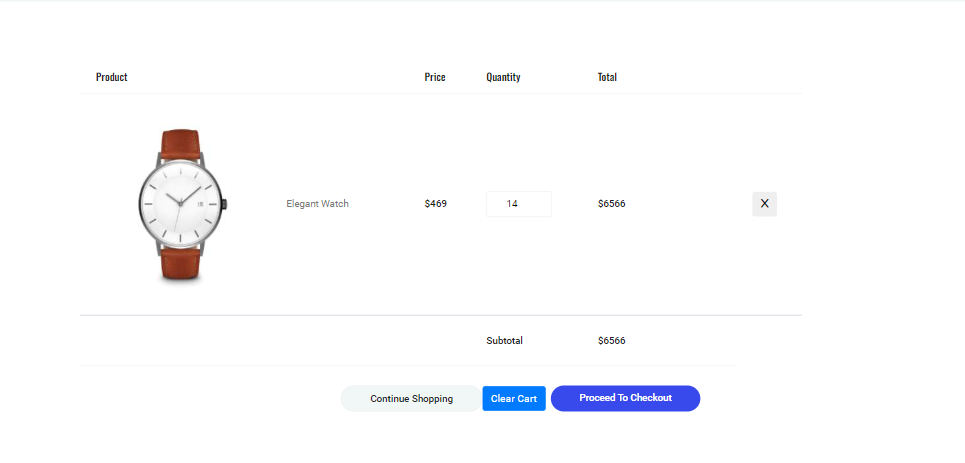 Product Price Quantity Total
Elegant Watch $469 14 $6566 X
Subtotal $6566
Continue Shopping Clear Cart Proceed To Checkout